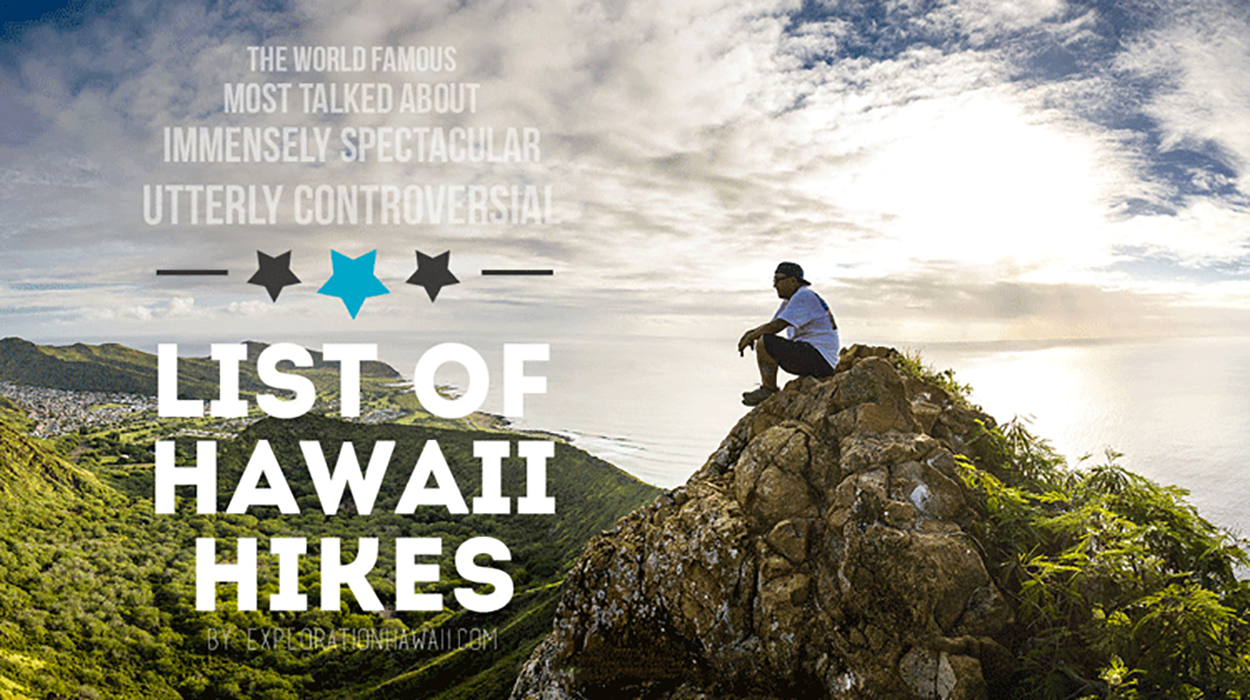 THE WORLD FAMOUS
MOST TALKED ABOUT
IMMENSELY SPECTACULAR
UTTERLY CONTROVERSIAL
LIST OF
HAWAII
HIKES
BY EXPLORATIONHAWAII.COM